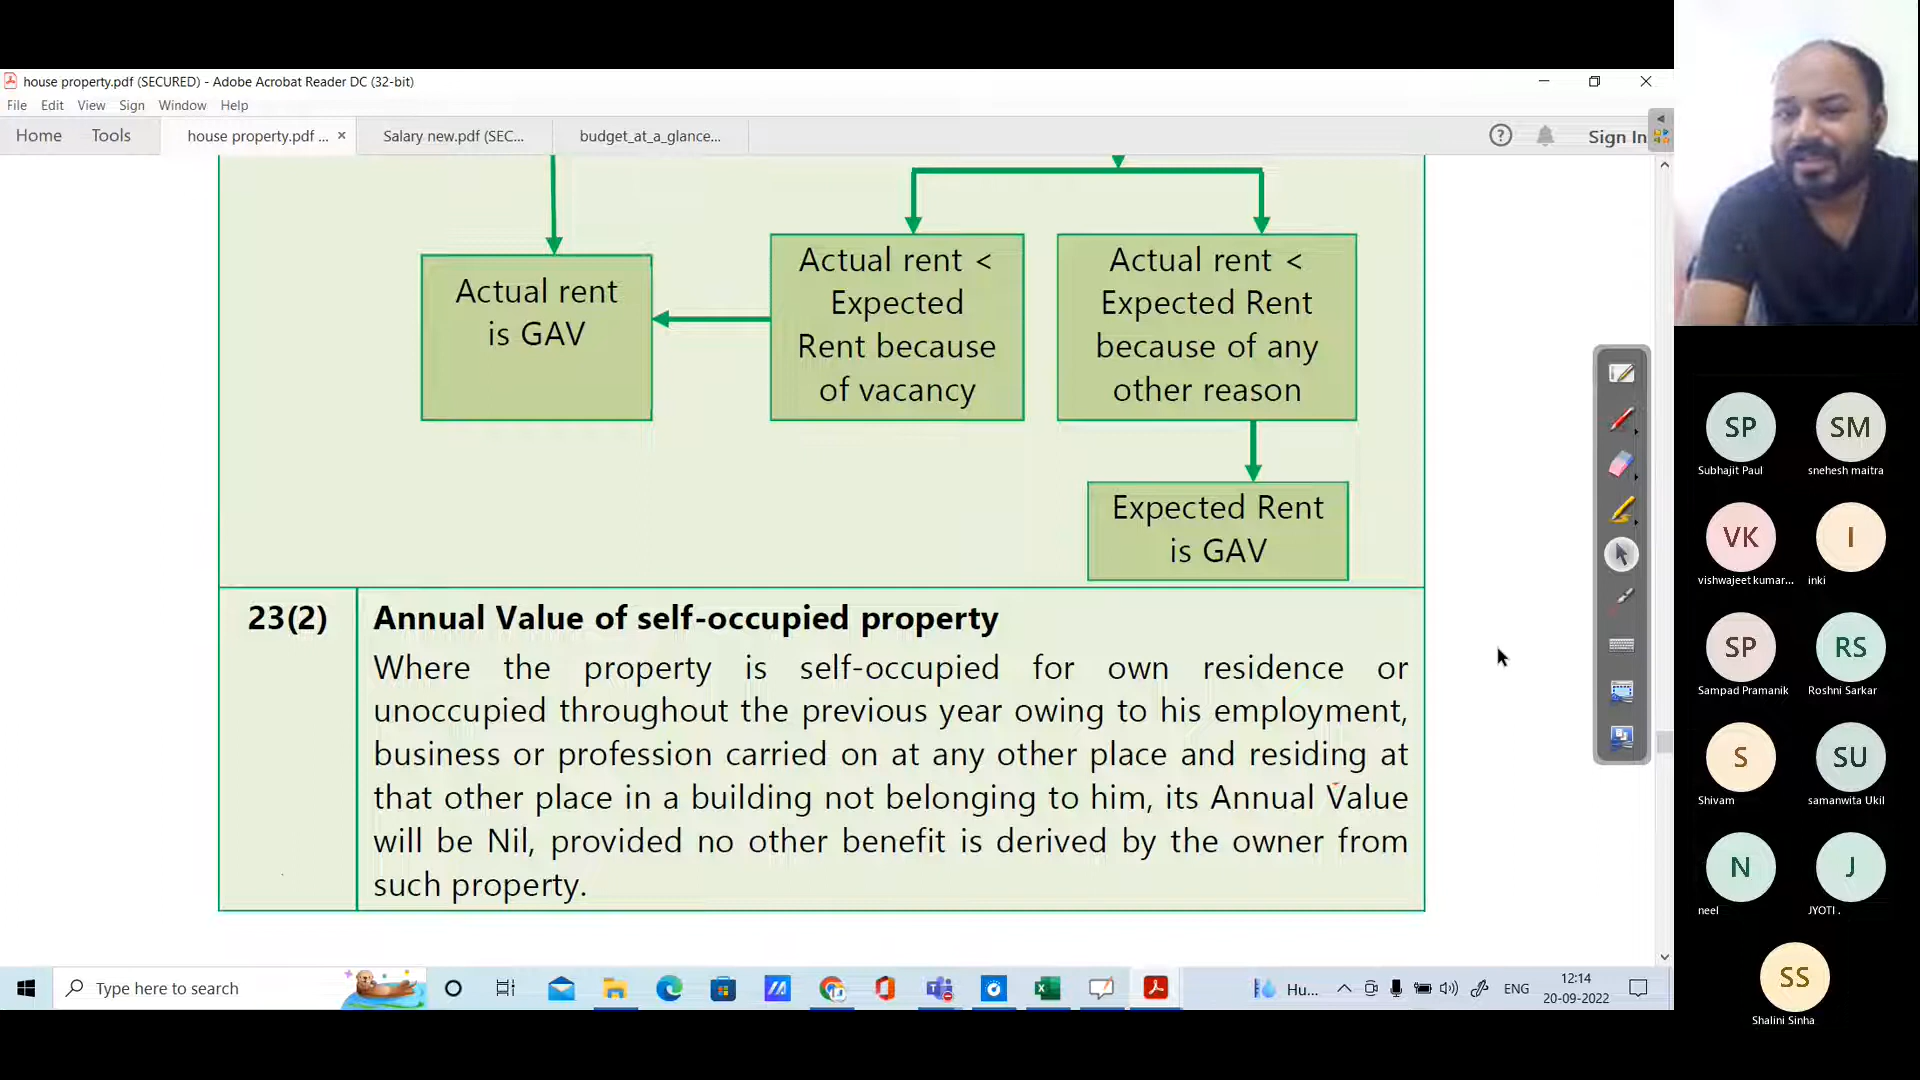 house property.pdf (SECURED) - Adobe Acrobat Reader DC (32-bit)
File Edit View Sign Window Help
Home Tools house property.pdf ... × Salary new.pdf (SEC... budget_at_a_glance... Sign In
Actual rent
is GAV
Actual rent <
Expected
Rent because
of vacancy
Actual rent <
Expected Rent
because of any
other reason
Expected Rent
is GAV
23(2) Annual Value of self-occupied property
Where the property is self-occupied for own residence or
unoccupied throughout the previous year owing to his employment,
business or profession carried on at any other place and residing at
that other place in a building not belonging to him, its Annual Value
will be Nil, provided no other benefit is derived by the owner from
such property.
SP SM
Subhajit Paul snehesh maitra
VK I
vishwajeet kumar... inki
SP RS
Sampad Pramanik Roshni Sarkar
S SU
Shivam samanwita Ukil
N J
neel JYOTI .
SS
Shalini Sinha
Type here to search Hu... ENG 12:14
20-09-2022